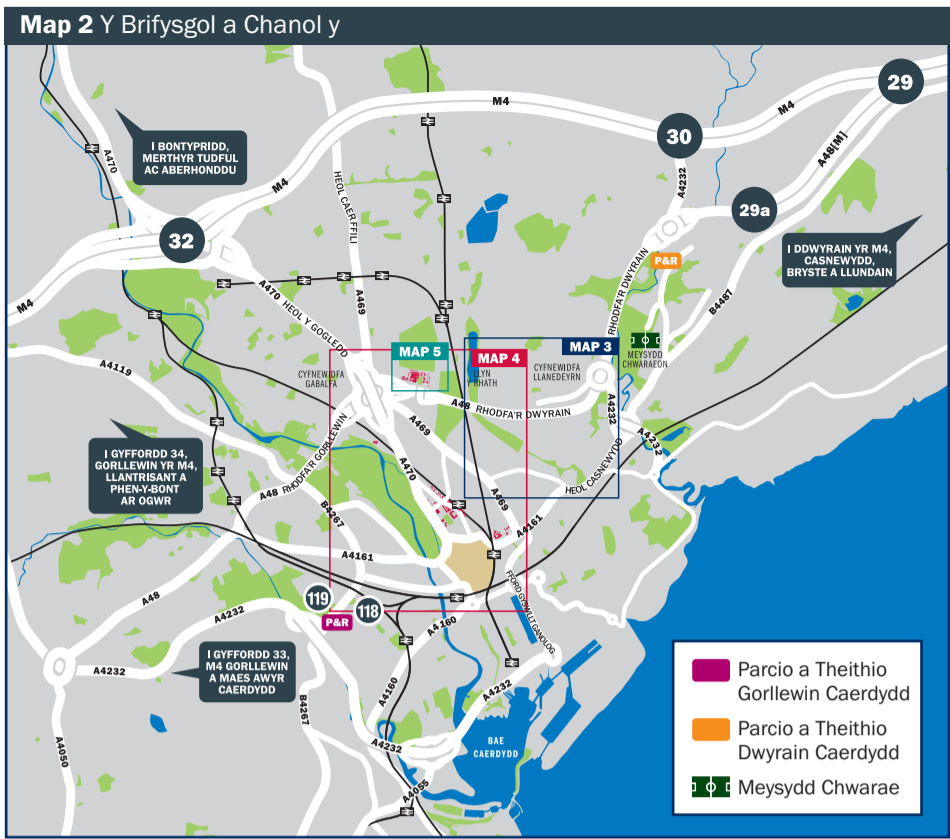 Map 2 Y Brifysgol a Chanol y
29
M4
M4
30
A48[M]
A470
I BONTYPRIDD,
MERTHYR TUDFUL
AC ABERHONDDU
HEOL CAERFFILI
A4232
M4
29a
32
I DDWYRAIN YR M4,
CASNEWYDD,
BRYSTE A LLUNDAIN
RHODFA'R DWYRAIN
P&R
M4
A470
HEOL Y GOGLEDD
A469
B4487
MAP 5
MAP 4
MAP 3
MEYSYDD
CHWARAEON
A4119
CYFNEWIDFA
GABALFA
LLYN
Y RHATH
CYFNEWIDFA
LLANEDEYRN
A48 RHODFA'R DWYRAIN
A4232
A469
A4232
I GYFFORDD 34,
GORLLEWIN YR M4,
LLANTRISANT A
PHEN-Y-BONT
AR OGWR
A48 RHODFA'R GORLLEWIN
A470
HEOL CASNEWYDD
B4267
A469
A4161
A4161
FFORDD GYSWLLT GANOLOG
A48
A4232
119
118
P&R
A4160
A4232
I GYFFORDD 33,
M4 GORLLEWIN
A MAES AWYR
CAERDYDD
B4267
A4160
A4232
A4050
A4232
BAE
CAERDYDD
A4055
Parcio a Theithio
Gorllewin Caerdydd
Parcio a Theithio
Dwyrain Caerdydd
Meysydd Chwarae